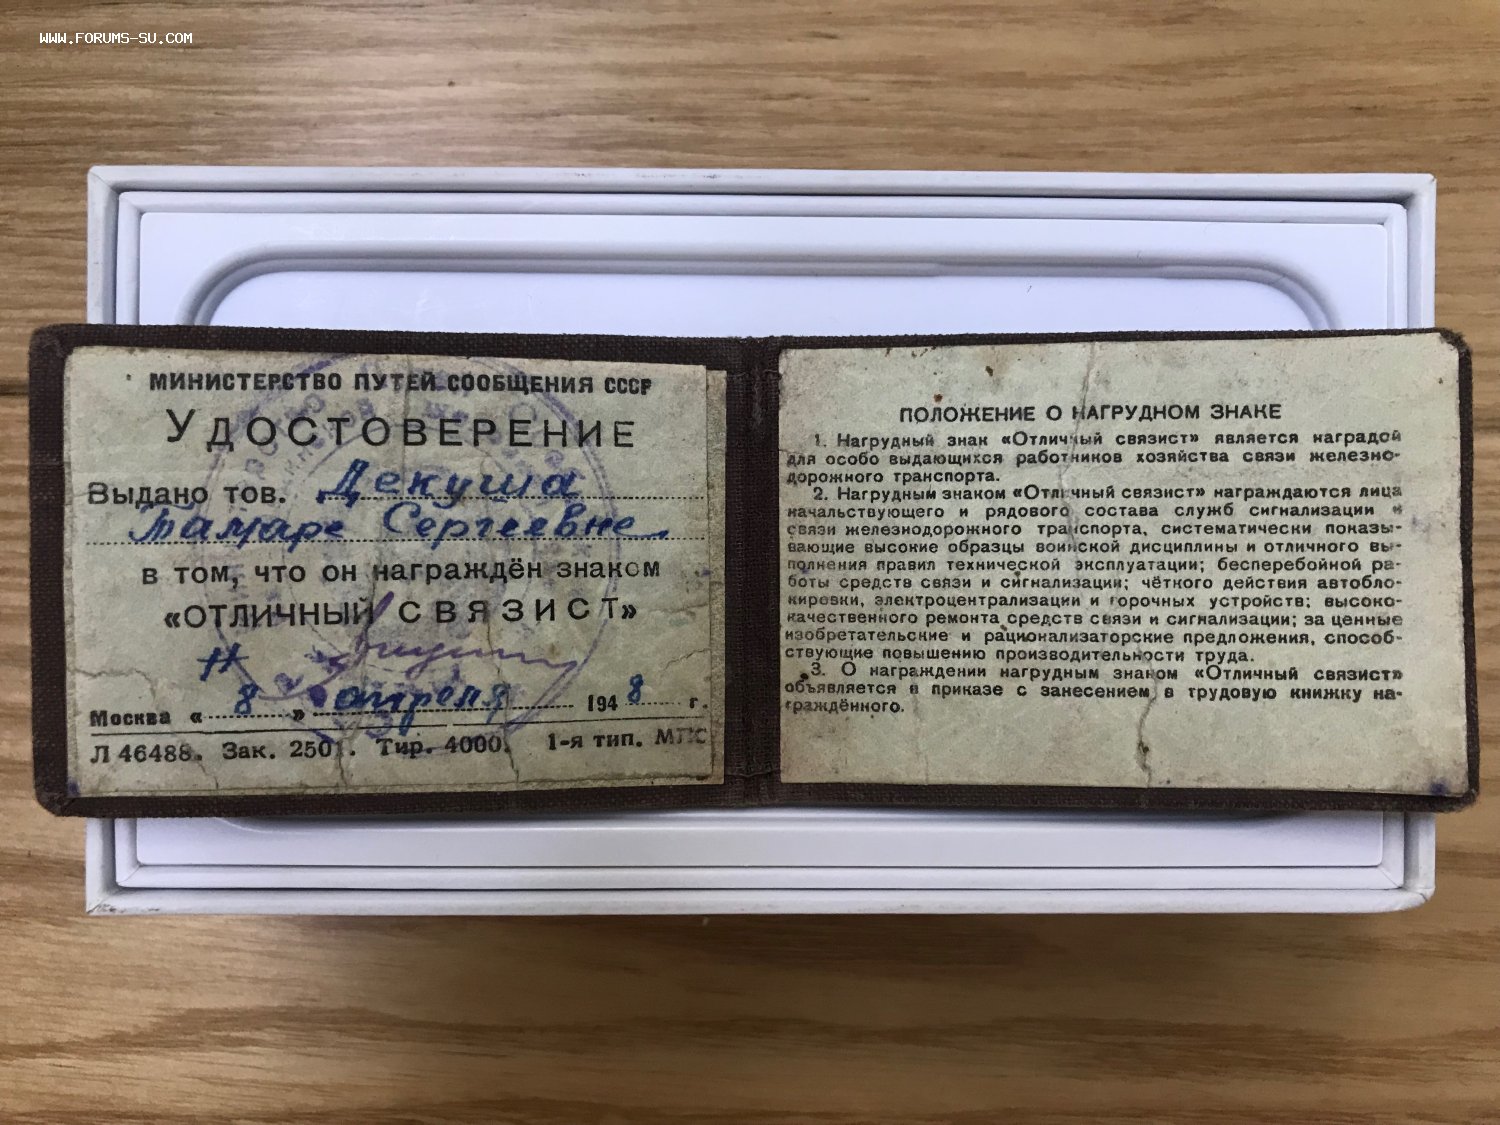 WWW.FORUMS-SU.COM
МИНИСТЕРСТВО ПУТЕЙ СООБЩЕНИЯ СССР
УДОСТОВЕРЕНИЕ
Выдано тов. Декуша
Тамаре Сергеевне
в том, что он награждён знаком
«ОТЛИЧНЫЙ СВЯЗИСТ»
Москва « 8 » апреля 1948 г.
Л 46488. Зак. 2501. Тир. 4000. 1-я тип. МПС
ПОЛОЖЕНИЕ О НАГРУДНОМ ЗНАКЕ
1. Нагрудный знак «Отличный связист» является наградой
для особо выдающихся работников хозяйства связи железно-
дорожного транспорта.
2. Нагрудным знаком «Отличный связист» награждаются лица
начальствующего и рядового состава служб сигнализации и
связи железнодорожного транспорта, систематически показы-
вающие высокие образцы воинской дисциплины и отличного вы-
полнения правил технической эксплуатации; бесперебойной ра-
боты средств связи и сигнализации; чёткого действия автобло-
кировки, электроцентрализации и горочных устройств; высоко-
качественного ремонта средств связи и сигнализации; за ценные
изобретательские и рационализаторские предложения, способ-
ствующие повышению производительности труда.
3. О награждении нагрудным знаком «Отличный связист»
объявляется в приказе с занесением в трудовую книжку на-
граждённого.